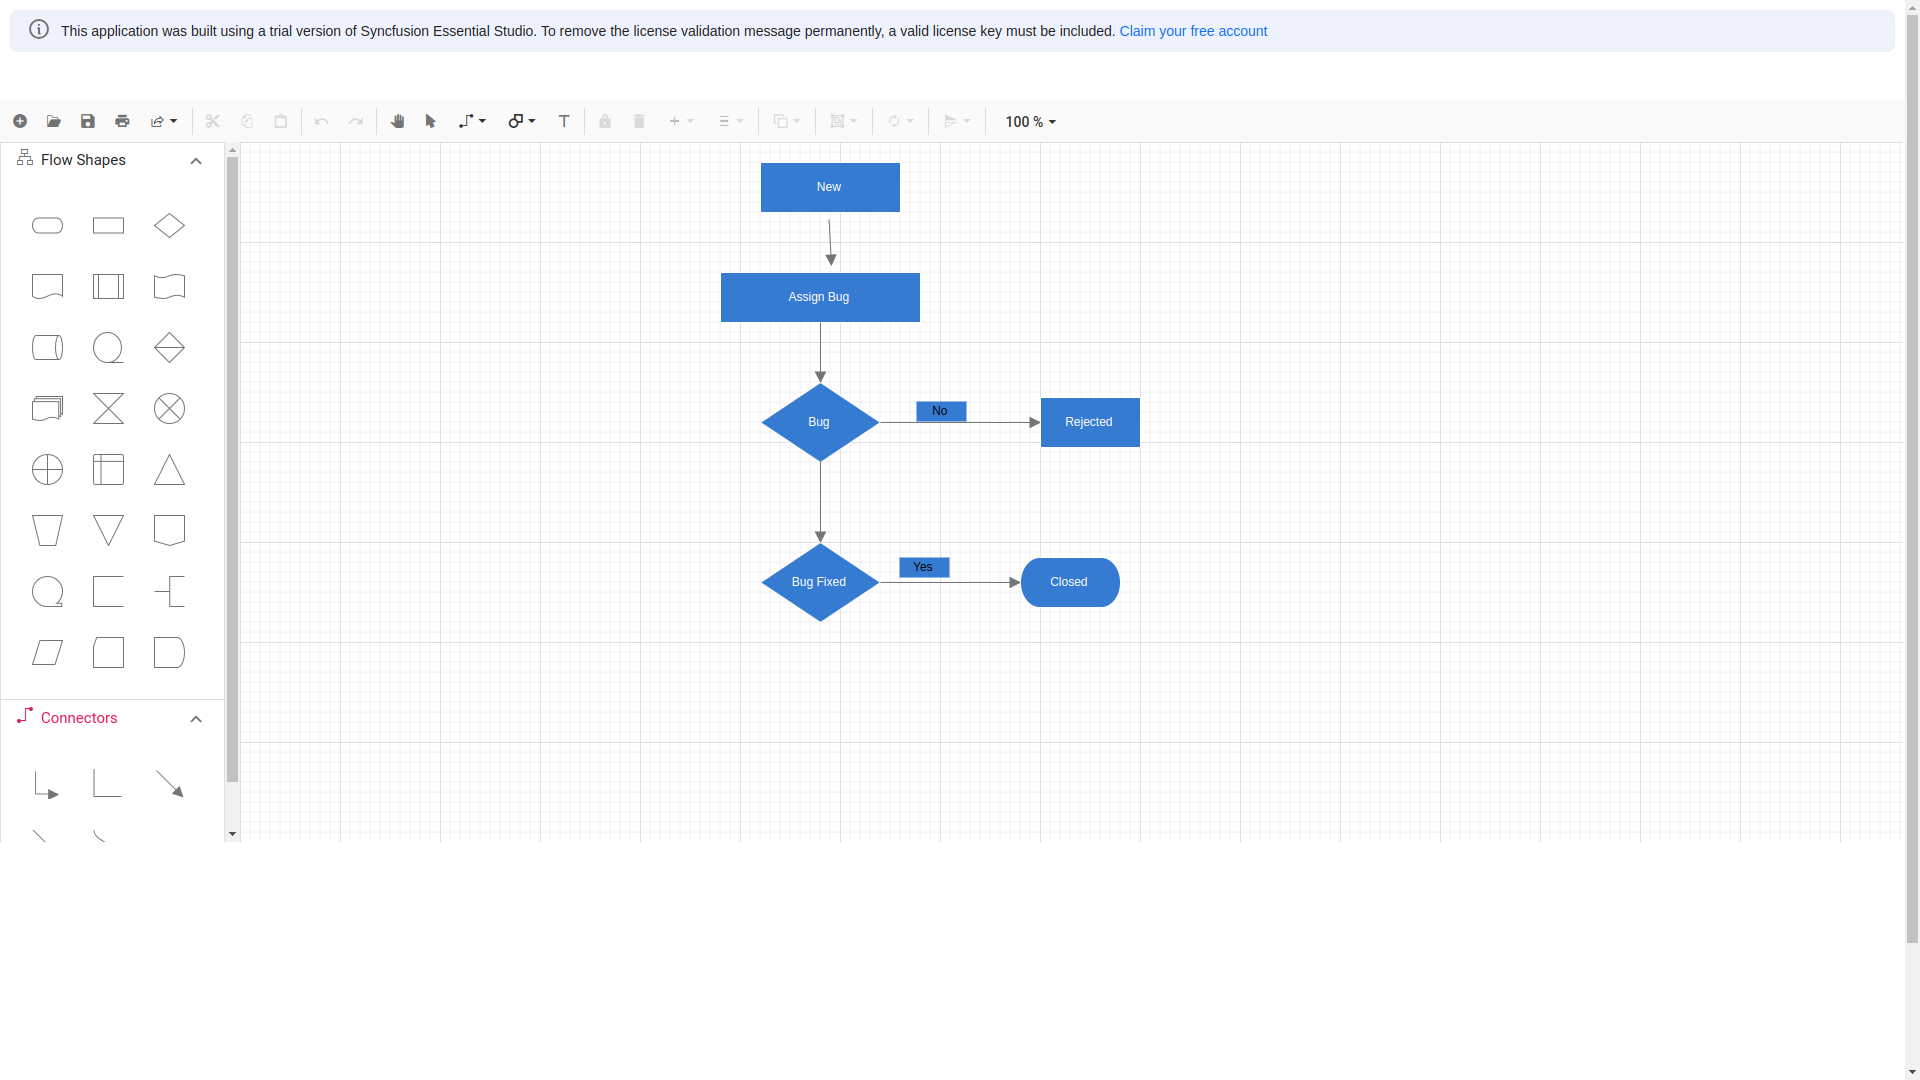 This application was built using a trial version of Syncfusion Essential Studio. To remove the license validation message permanently, a valid license key must be included. Claim your free account
100 %
Flow Shapes
New
Assign Bug
No
Bug
Rejected
Yes
Bug Fixed
Closed
Connectors